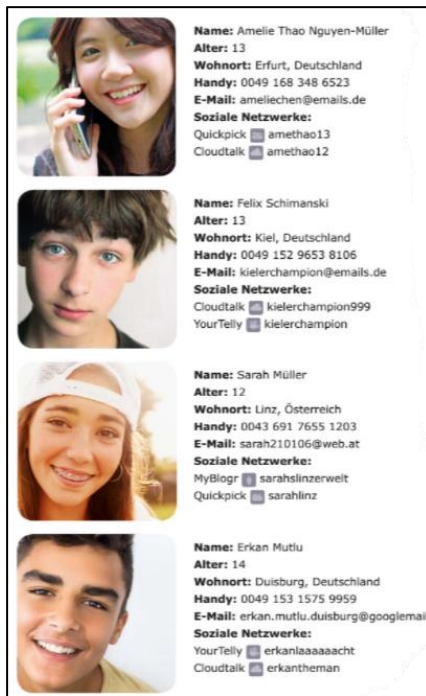 Name: Amelie Thao Nguyen-Müller
Alter: 13
Wohnort: Erfurt, Deutschland
Handy: 0049 168 348 6523
E-Mail: ameliechen@emails.de
Soziale Netzwerke:
Quickpick amethao13
Cloudtalk amethao12
Name: Felix Schimanski
Alter: 13
Wohnort: Kiel, Deutschland
Handy: 0049 152 9653 8106
E-Mail: kielerchampion@emails.de
Soziale Netzwerke:
Cloudtalk kielerchampion999
YourTelly kielerchampion
Name: Sarah Müller
Alter: 12
Wohnort: Linz, Österreich
Handy: 0043 691 7655 1203
E-Mail: sarah210106@web.at
Soziale Netzwerke:
MyBlogr sarahslinzerwelt
Quickpick sarahlinz
Name: Erkan Mutlu
Alter: 14
Wohnort: Duisburg, Deutschland
Handy: 0049 153 1575 9959
E-Mail: erkan.mutlu.duisburg@googlemail
Soziale Netzwerke:
YourTelly erkanlaaaaaacht
Cloudtalk erkantheman